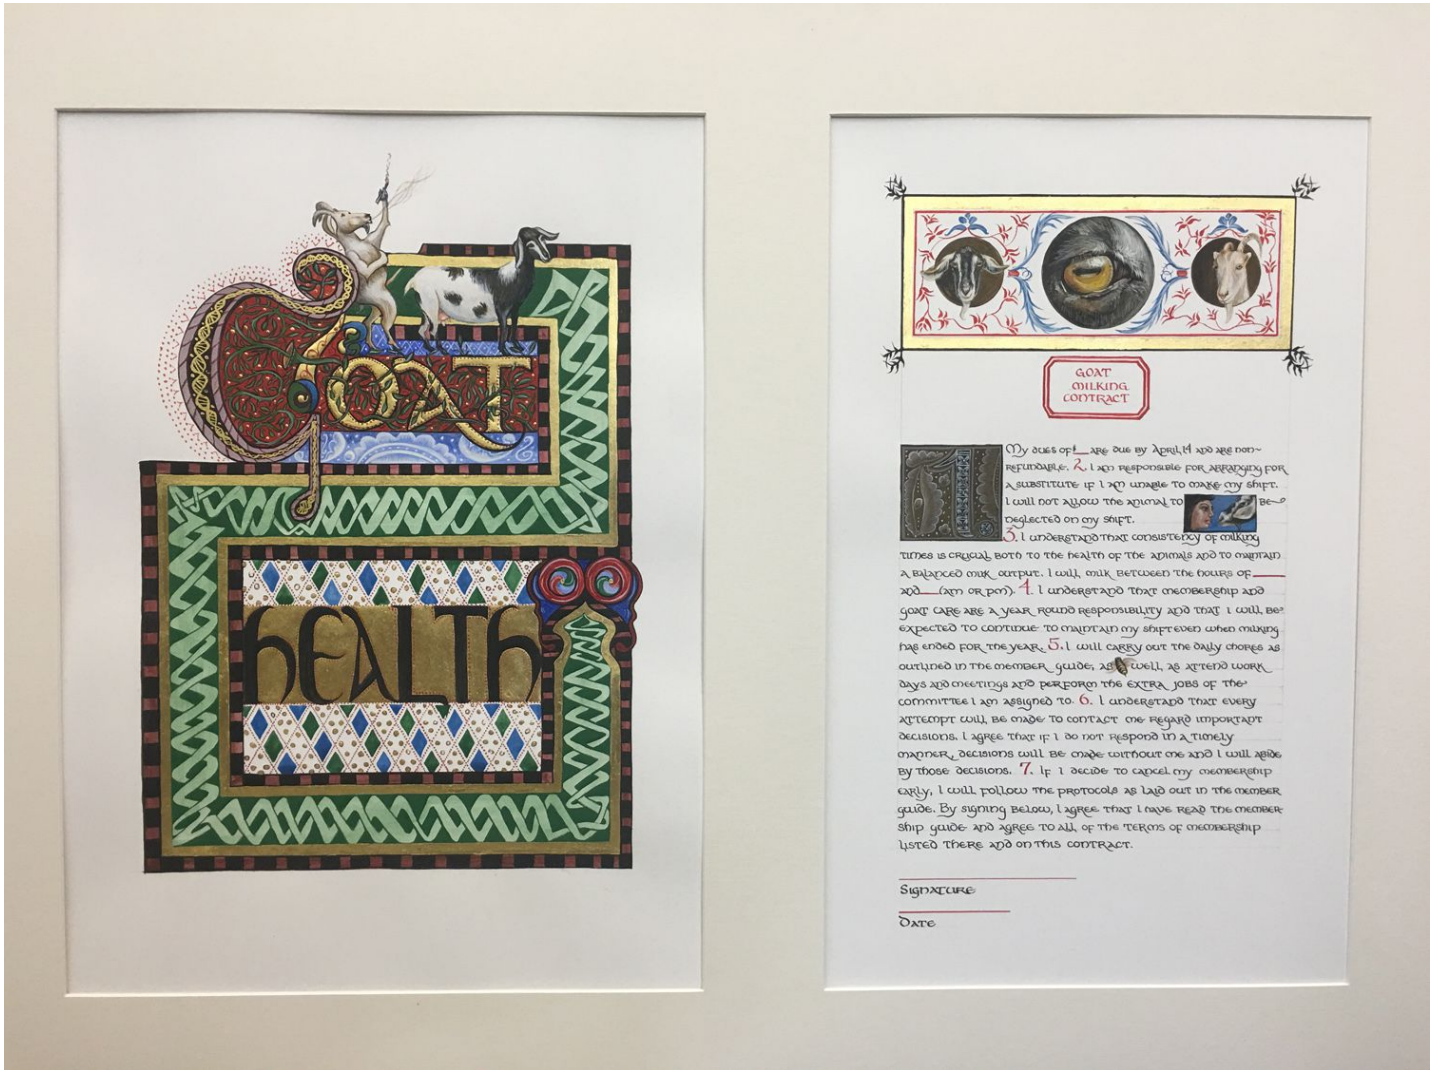 GOAT
HEALTH
GOAT
MILKING
CONTRACT
1 My dues of $__ are due by April 14 and are non-
refundable. 2. I am responsible for arranging for
a substitute if I am unable to make my shift.
I will not allow the animal to be
neglected on my shift.
3. I understand that consistency of milking
times is crucial both to the health of the animals and to maintain
a balanced milk output. I will milk between the hours of ____
and ___ (am or pm). 4. I understand that membership and
goat care are a year round responsibility and that I will be
expected to continue to maintain my shift even when milking
has ended for the year. 5. I will carry out the daily chores as
outlined in the member guide, as well as attend work
days and meetings and perform the extra jobs of the
committee I am assigned to. 6. I understand that every
attempt will be made to contact me regard important
decisions. I agree that if I do not respond in a timely
manner, decisions will be made without me and I will abide
by those decisions. 7. If I decide to cancel my membership
early, I will follow the protocols as laid out in the member
guide. By signing below, I agree that I have read the member-
ship guide and agree to all of the terms of membership
listed there and on this contract.
Signature
Date